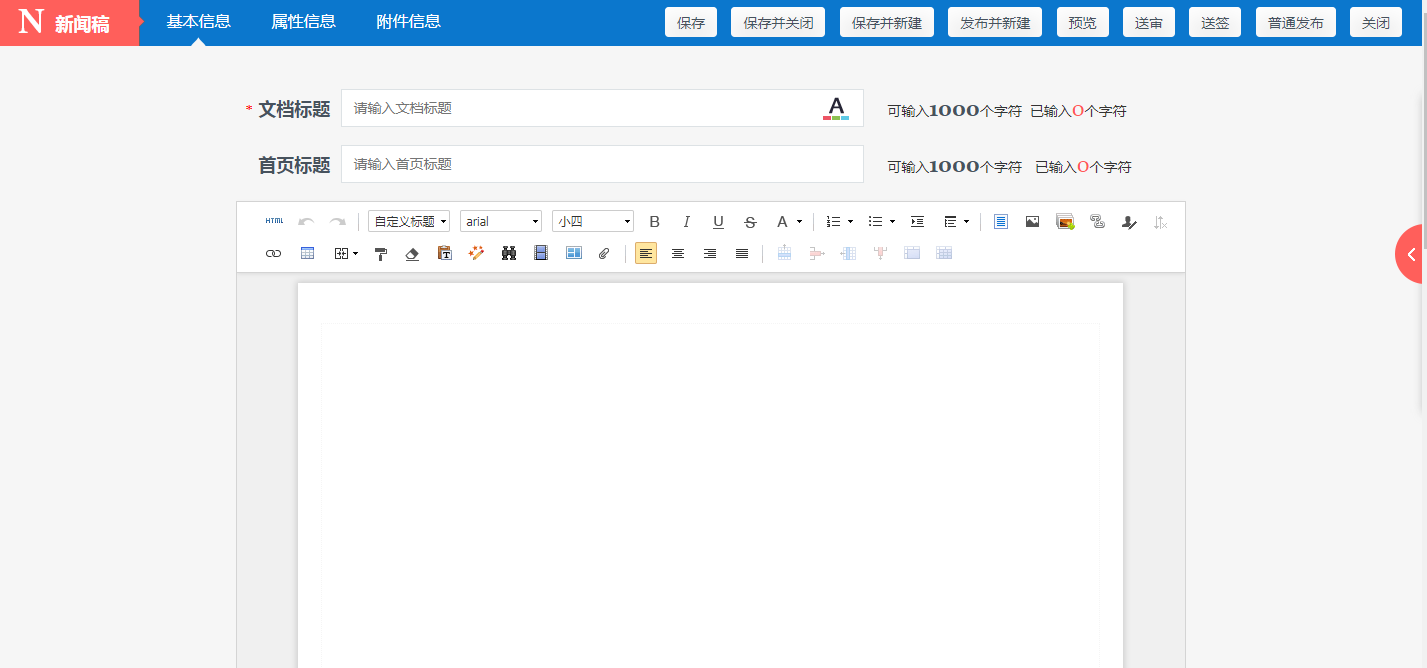 N 新闻稿 基本信息 属性信息 附件信息 保存 保存并关闭 保存并新建 发布并新建 预览 送审 送签 普通发布 关闭
* 文档标题 请输入文档标题 A 可输入1000个字符 已输入0个字符
首页标题 请输入首页标题 可输入1000个字符 已输入0个字符
HTML 自定义标题 arial 小四 B I U S A